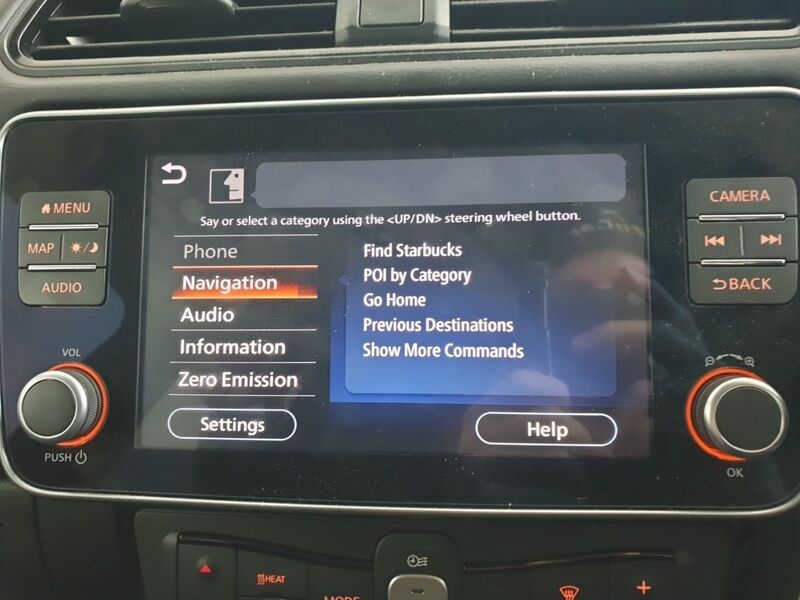 Say or select a category using the <UP/DN> steering wheel button.
Phone
Navigation
Audio
Information
Zero Emission
Settings
Find Starbucks
POI by Category
Go Home
Previous Destinations
Show More Commands
Help
MENU
MAP
AUDIO
VOL
PUSH
CAMERA
BACK
OK
HEAT
MODE